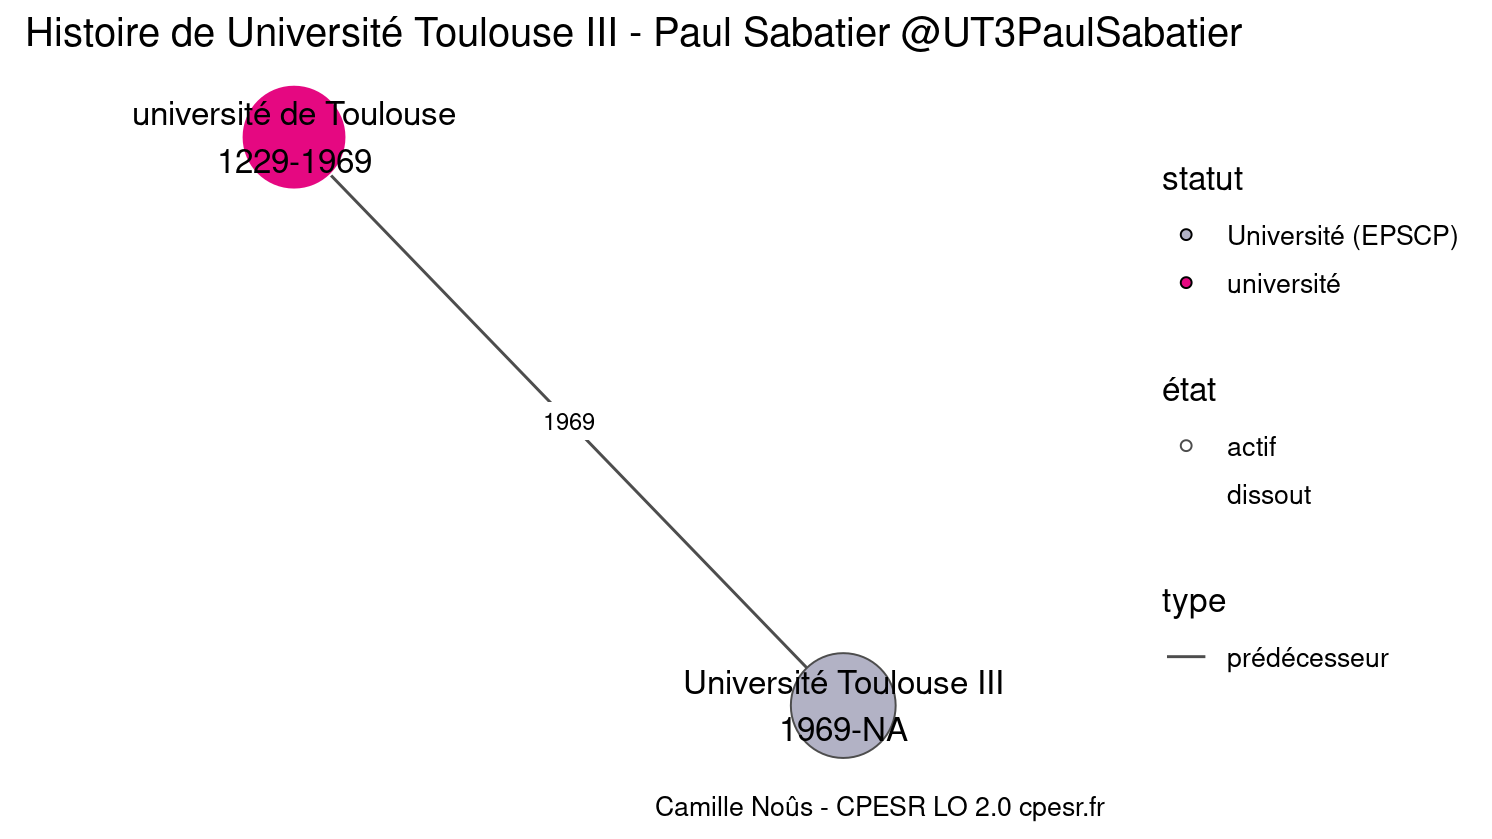 Histoire de Université Toulouse III - Paul Sabatier @UT3PaulSabatier
université de Toulouse
1229-1969
1969
Université Toulouse III
1969-NA
statut
Université (EPSCP)
université
état
actif
dissout
type
prédécesseur
Camille Noûs - CPESR LO 2.0 cpesr.fr